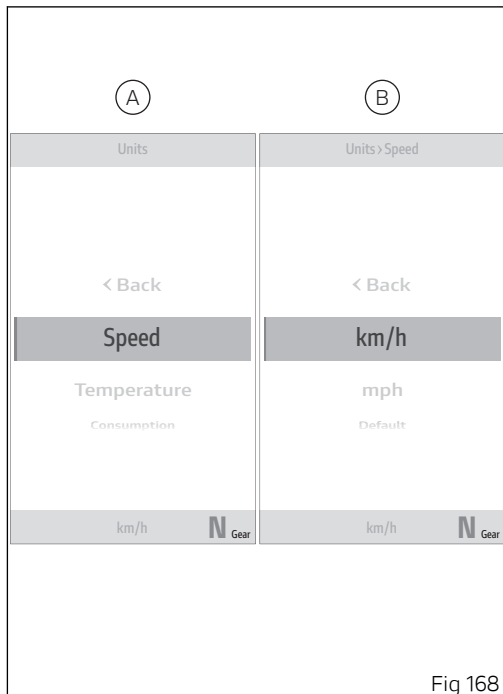 A
B
Units
< Back
Speed
Temperature
Consumption
km/h
N Gear
Units › Speed
< Back
km/h
mph
Default
km/h
N Gear
Fig 168